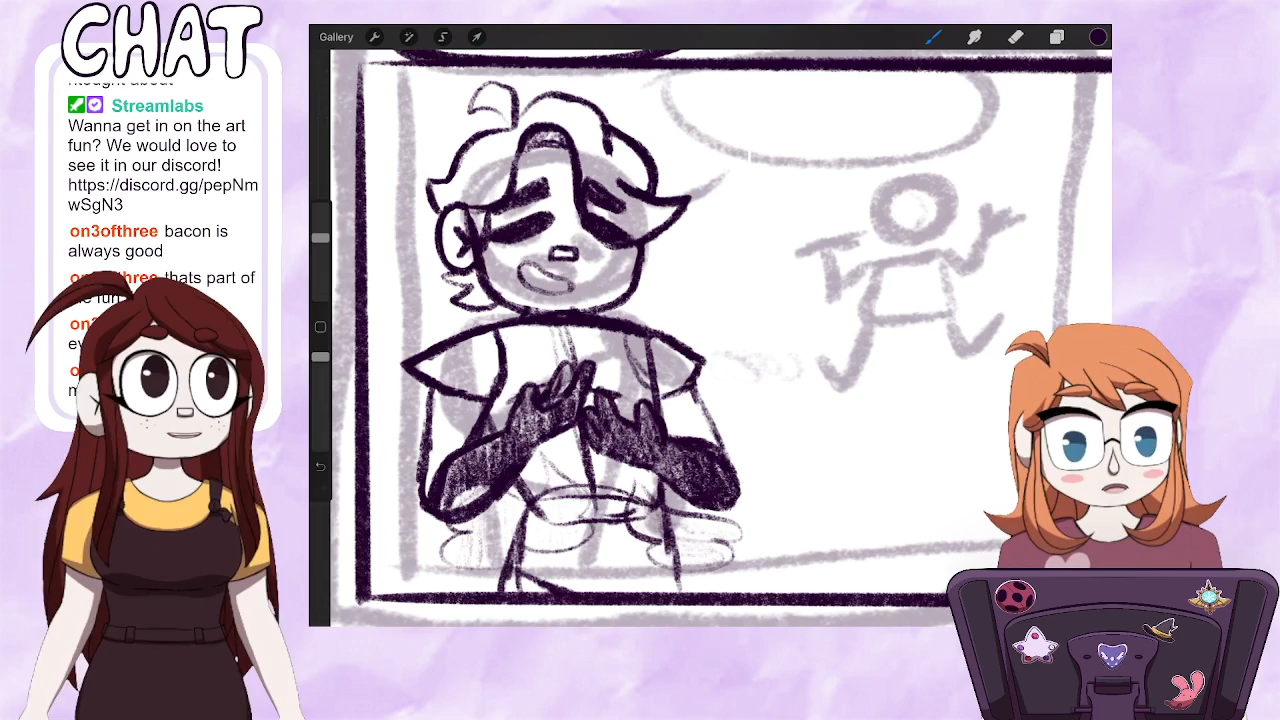 CHAT
Streamlabs
Wanna get in on the art
fun? We would love to
see it in our discord!
https://discord.gg/pepNm
wSgN3
on3ofthree bacon is
always good
thats part of
Gallery